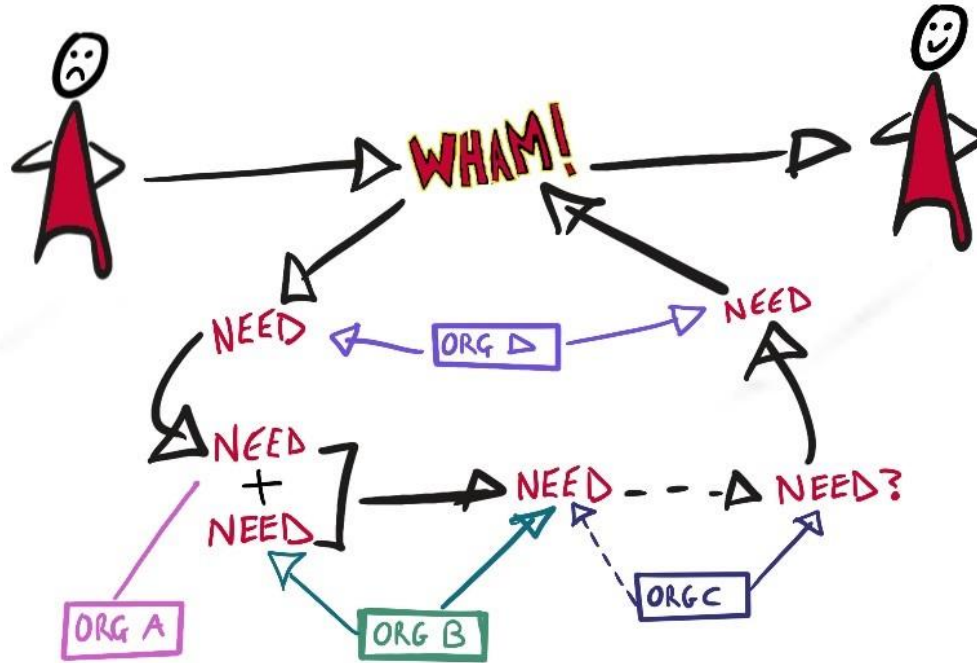 WHAM!
NEED
ORG D
NEED
NEED
+
NEED
NEED
NEED?
ORG A
ORG B
ORG C